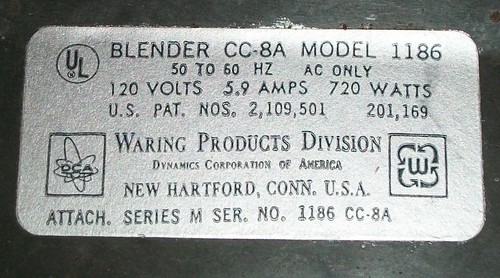 UL
BLENDER CC-8A MODEL 1186
50 TO 60 HZ AC ONLY
120 VOLTS 5.9 AMPS 720 WATTS
U.S. PAT. NOS. 2,109,501 201,169
DCA
WARING PRODUCTS DIVISION
DYNAMICS CORPORATION OF AMERICA
W
NEW HARTFORD, CONN. U.S.A.
ATTACH. SERIES M SER. NO. 1186 CC-8A